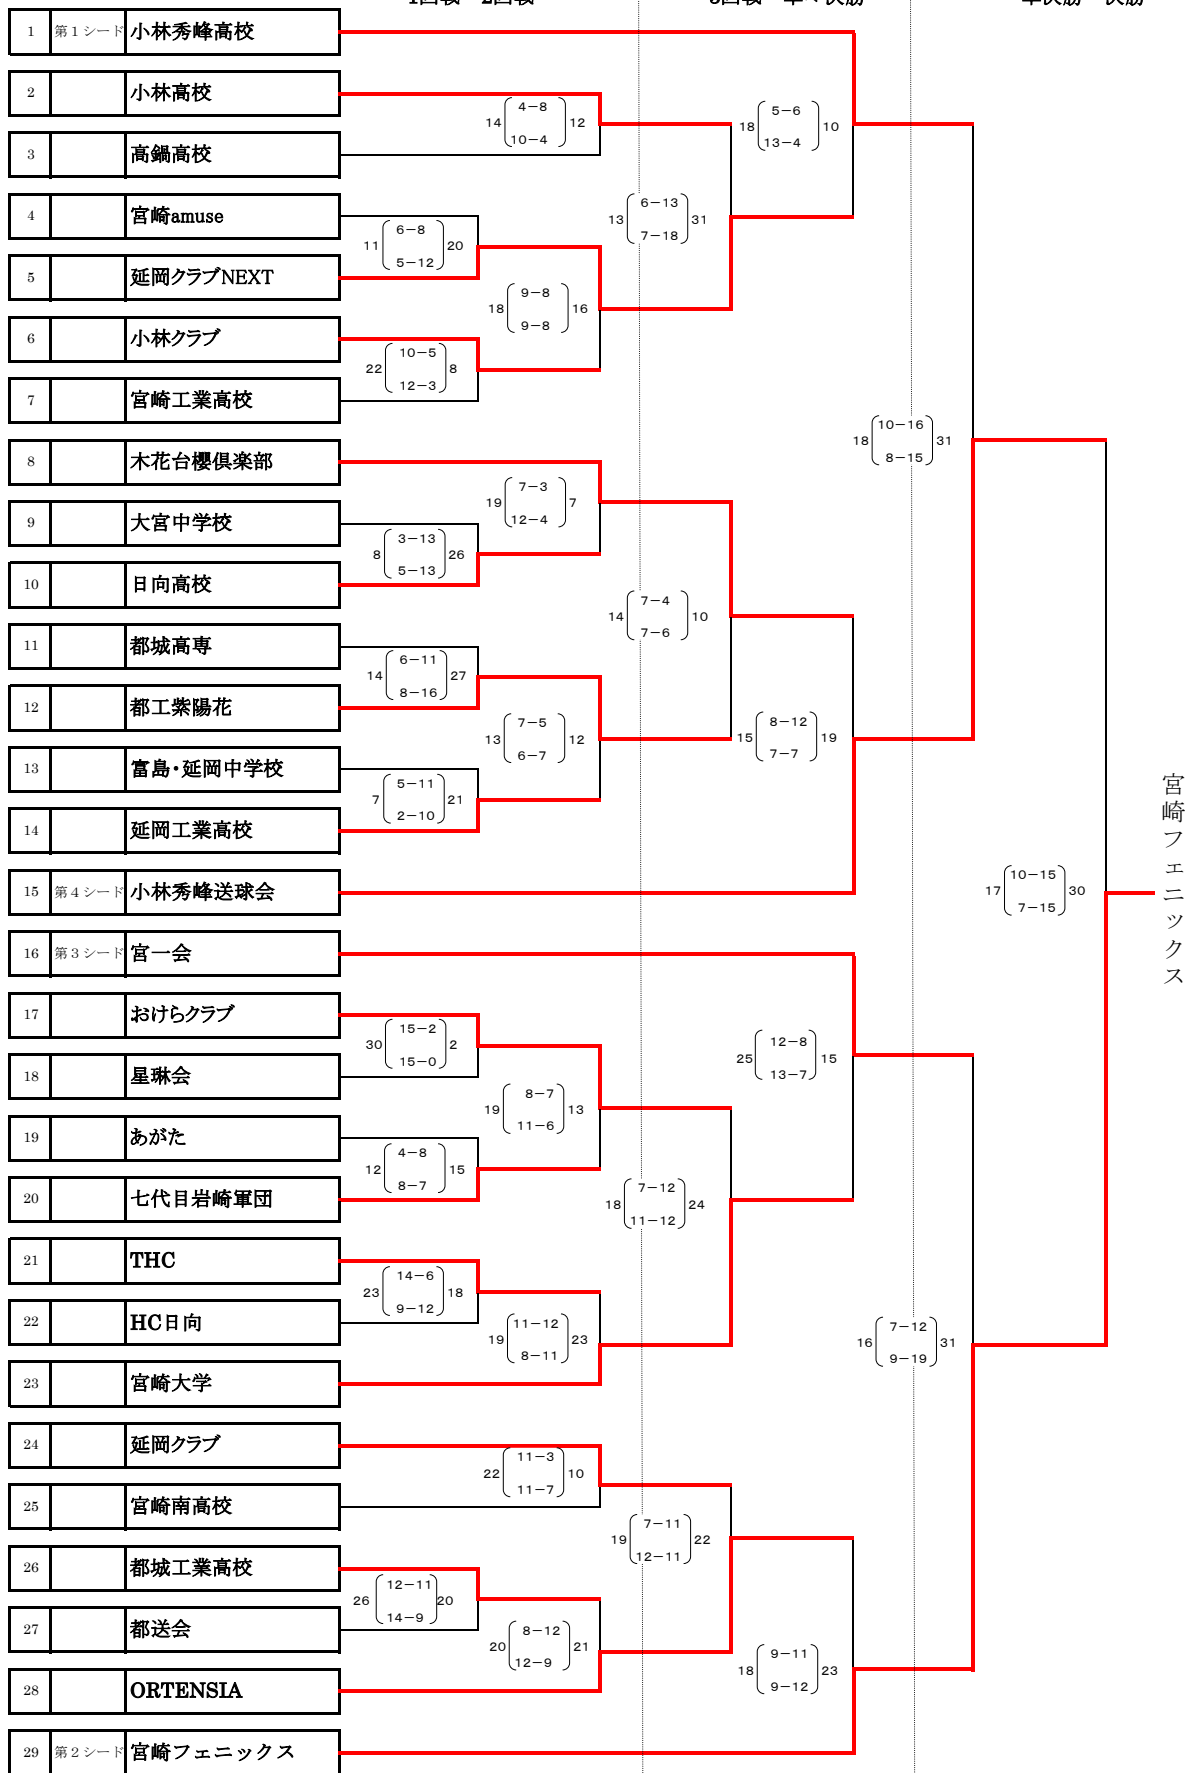 1 第１シード 小林秀峰高校
2 小林高校
4－8
14 12
10－4
5－6
18 10
13－4
3 高鍋高校
4 宮崎amuse
6－8
11 20
5－12
6－13
13 31
7－18
5 延岡クラブNEXT
9－8
18 16
9－8
6 小林クラブ
10－5
22 8
12－3
7 宮崎工業高校
10－16
18 31
8－15
8 木花台櫻倶楽部
7－3
19 7
12－4
9 大宮中学校
3－13
8 26
5－13
10 日向高校
7－4
14 10
7－6
11 都城高専
6－11
14 27
8－16
12 都工紫陽花
7－5
13 12
6－7
8－12
15 19
7－7
13 富島・延岡中学校
5－11
7 21
2－10
14 延岡工業高校
15 第４シード 小林秀峰送球会
10－15
17 30
7－15
宮崎フェニックス
16 第３シード 宮一会
17 おけらクラブ
15－2
30 2
15－0
12－8
25 15
13－7
18 星琳会
8－7
19 13
11－6
19 あがた
4－8
12 15
8－7
20 七代目岩崎軍団
7－12
18 24
11－12
21 THC
14－6
23 18
9－12
22 HC日向
11－12
19 23
8－11
7－12
16 31
9－19
23 宮崎大学
24 延岡クラブ
11－3
22 10
11－7
25 宮崎南高校
7－11
19 22
12－11
26 都城工業高校
12－11
26 20
14－9
27 都送会
8－12
20 21
12－9
9－11
18 23
9－12
28 ORTENSIA
29 第２シード 宮崎フェニックス